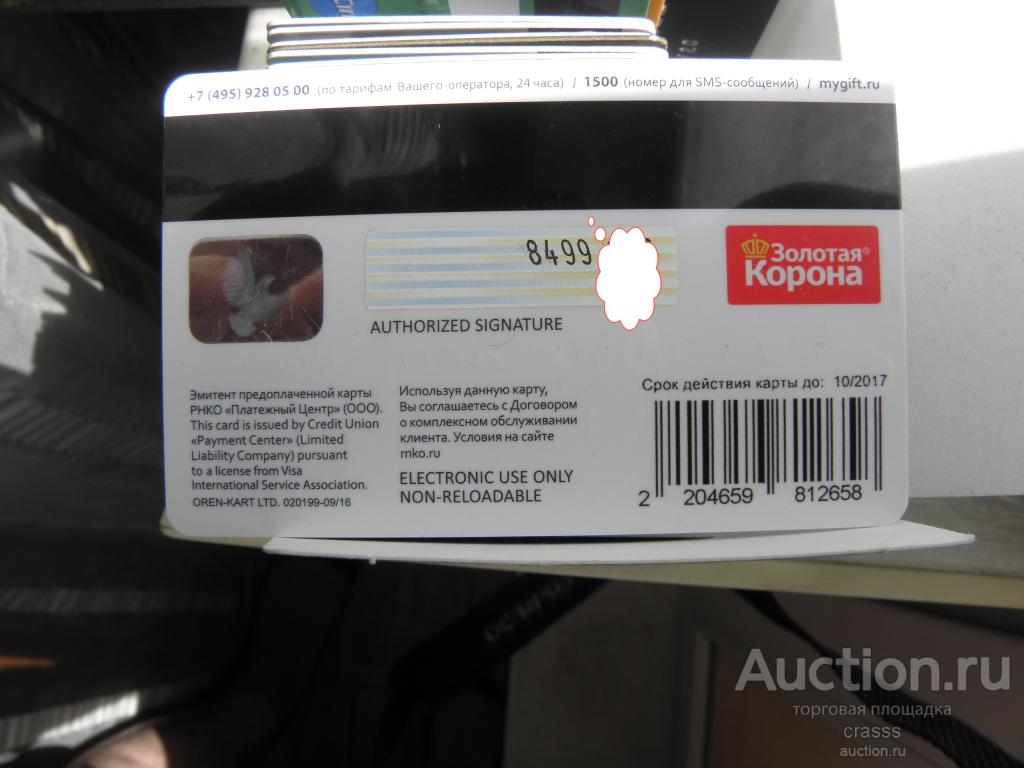 +7 (495) 928 05 00 (по тарифам Вашего оператора, 24 часа) / 1500 (номер для SMS-сообщений) / mygift.ru
8499
AUTHORIZED SIGNATURE
Золотая®
Корона
Эмитент предоплаченной карты
РНКО «Платежный Центр» (ООО).
This card is issued by Credit Union
«Payment Center» (Limited
Liability Company) pursuant
to a license from Visa
International Service Association.
OREN-KART LTD. 020199-09/16
Используя данную карту,
Вы соглашаетесь с Договором
о комплексном обслуживании
клиента. Условия на сайте
rnko.ru
ELECTRONIC USE ONLY
NON-RELOADABLE
Срок действия карты до: 10/2017
2 204659 812658
Auction.ru
торговая площадка
crasss
auction.ru